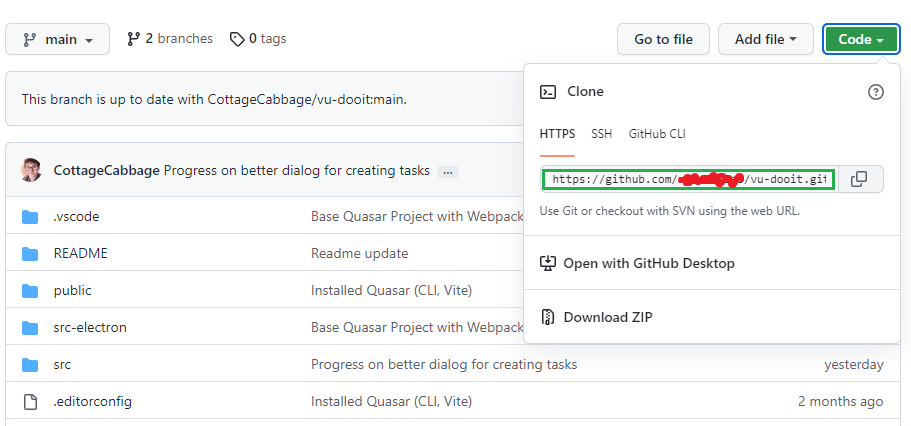 main 2 branches 0 tags Go to file Add file Code
This branch is up to date with CottageCabbage/vu-dooit:main.
Clone
HTTPS SSH GitHub CLI
https://github.com/ /vu-dooit.git
Use Git or checkout with SVN using the web URL.
Open with GitHub Desktop
Download ZIP
CottageCabbage Progress on better dialog for creating tasks ...
.vscode Base Quasar Project with Webpack
README Readme update
public Installed Quasar (CLI, Vite)
src-electron Base Quasar Project with Webpack
src Progress on better dialog for creating tasks yesterday
.editorconfig Installed Quasar (CLI, Vite) 2 months ago